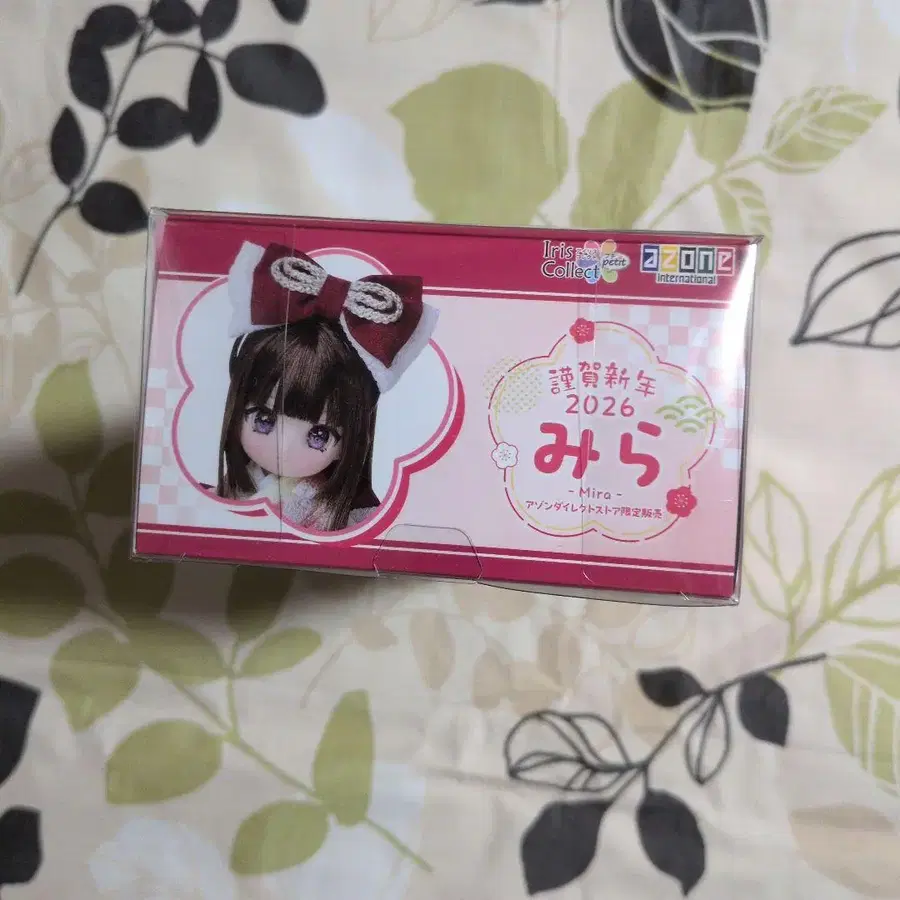 Iris
Collect
petit
azone
international
謹賀新年
2026
みら
- Mira -
アゾンダイレクトストア限定販売